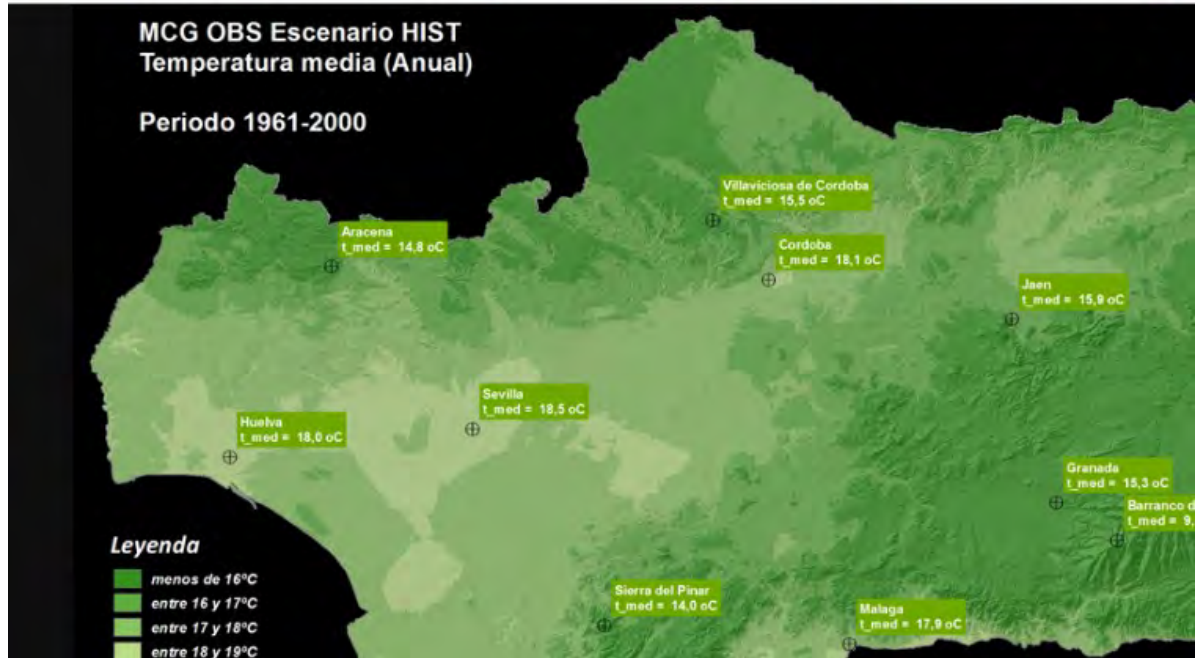 MCG OBS Escenario HIST
Temperatura media (Anual)
Periodo 1961-2000
Villaviciosa de Cordoba
t_med = 15,5 oC
Aracena
t_med = 14,8 oC
Cordoba
t_med = 18,1 oC
Jaen
t_med = 15,9 oC
Sevilla
t_med = 18,5 oC
Huelva
t_med = 18,0 oC
Granada
t_med = 15,3 oC
Barranco d
t_med = 9,
Sierra del Pinar
t_med = 14,0 oC
Malaga
t_med = 17,9 oC
Leyenda
menos de 16ºC
entre 16 y 17ºC
entre 17 y 18ºC
entre 18 y 19ºC